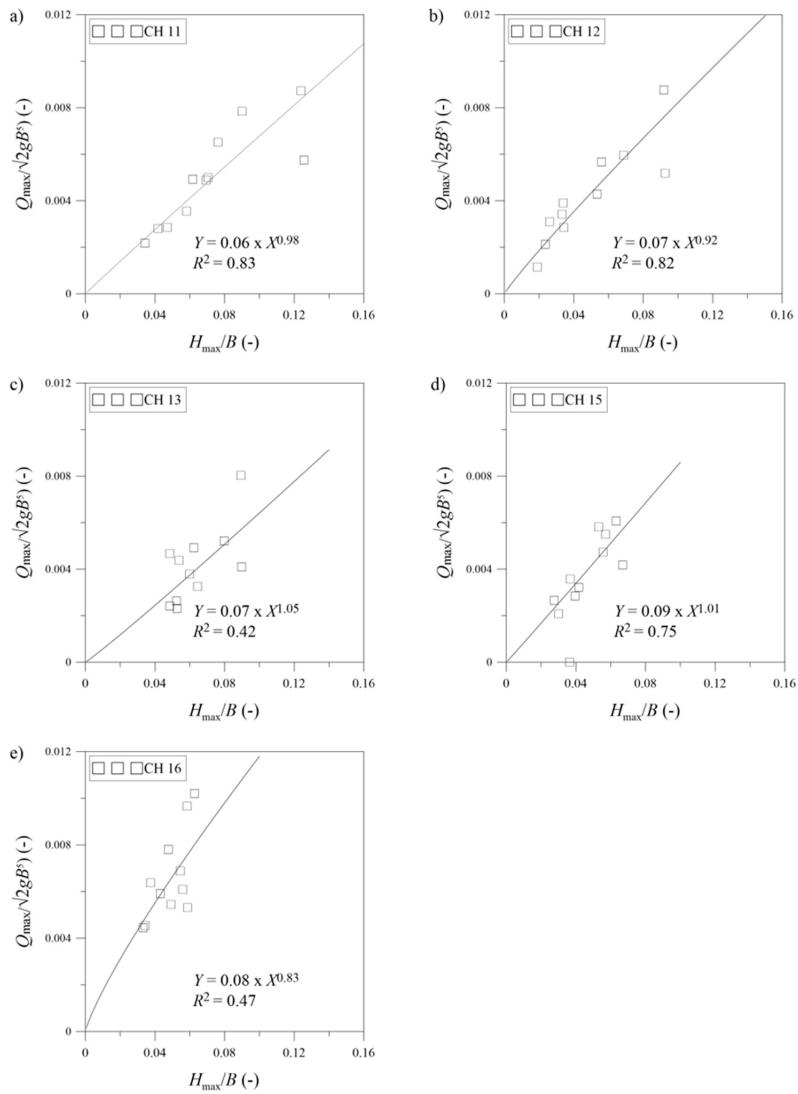 a)
0.012
CH 11
0.008
0.004
0
Qmax/√2gB⁵) (-)
Y = 0.06 x X^0.98
R² = 0.83
0 0.04 0.08 0.12 0.16
Hmax/B (-)
b)
0.012
CH 12
0.008
0.004
0
Qmax/√2gB⁵) (-)
Y = 0.07 x X^0.92
R² = 0.82
0 0.04 0.08 0.12 0.16
Hmax/B (-)
c)
0.012
CH 13
0.008
0.004
0
Qmax/√2gB⁵) (-)
Y = 0.07 x X^1.05
R² = 0.42
0 0.04 0.08 0.12 0.16
Hmax/B (-)
d)
0.012
CH 15
0.008
0.004
0
Qmax/√2gB⁵) (-)
Y = 0.09 x X^1.01
R² = 0.75
0 0.04 0.08 0.12 0.16
Hmax/B (-)
e)
0.012
CH 16
0.008
0.004
0
Qmax/√2gB⁵) (-)
Y = 0.08 x X^0.83
R² = 0.47
0 0.04 0.08 0.12 0.16
Hmax/B (-)